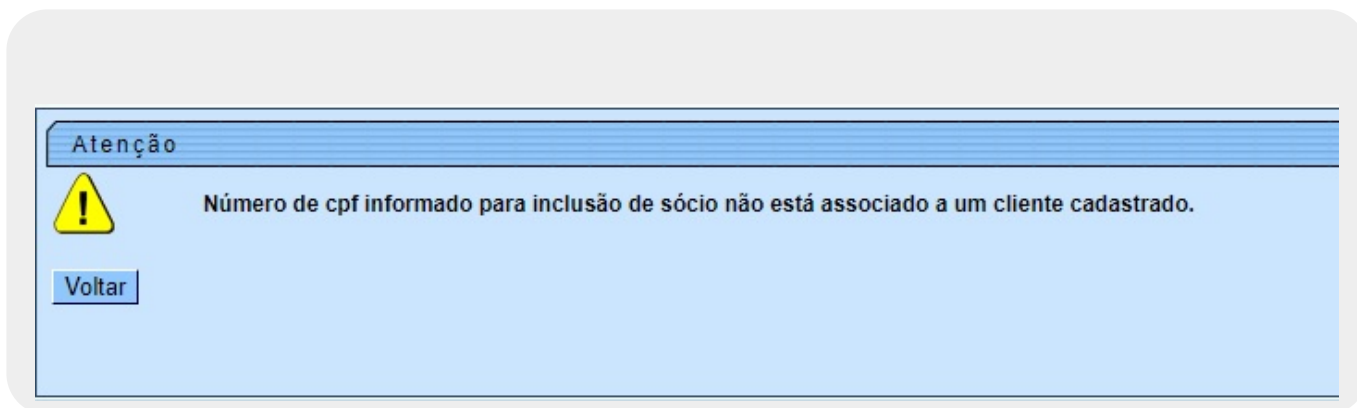 Atenção
Número de cpf informado para inclusão de sócio não está associado a um cliente cadastrado.
Voltar